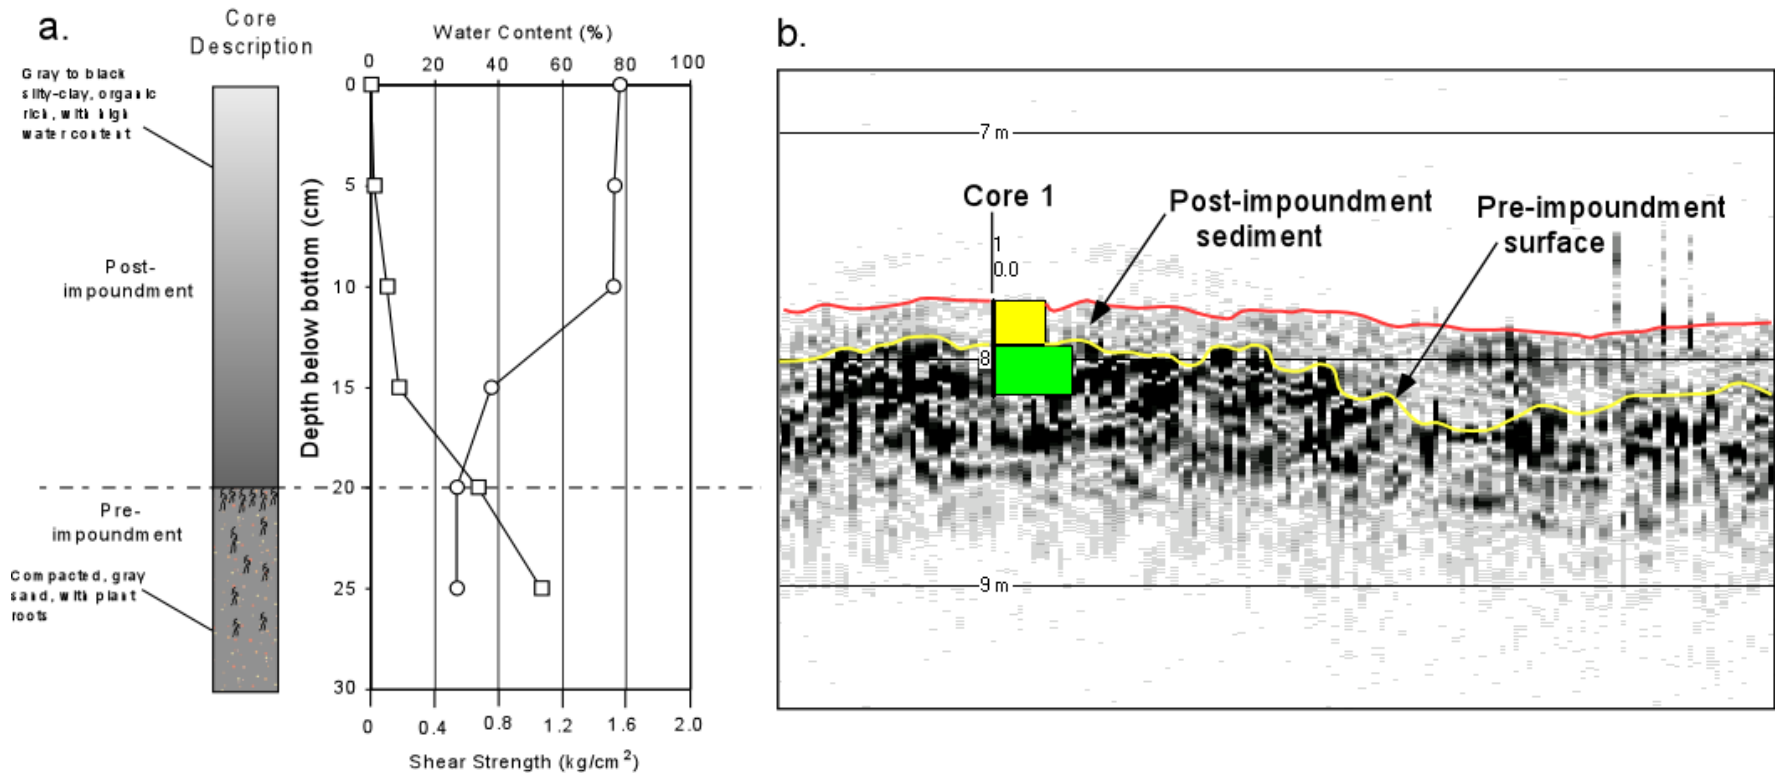 a.
Core
Description
Gray to black
silty-clay, organic
rich, with high
water content
Post-
impoundment
Pre-
impoundment
Compacted, gray
sand, with plant
roots
Water Content (%)
0 20 40 60 80 100
Depth below bottom (cm)
0
5
10
15
20
25
30
0 0.4 0.8 1.2 1.6 2.0
Shear Strength (kg/cm²)
b.
7 m
Core 1
1
0.0
Post-impoundment
sediment
Pre-impoundment
surface
8
9 m